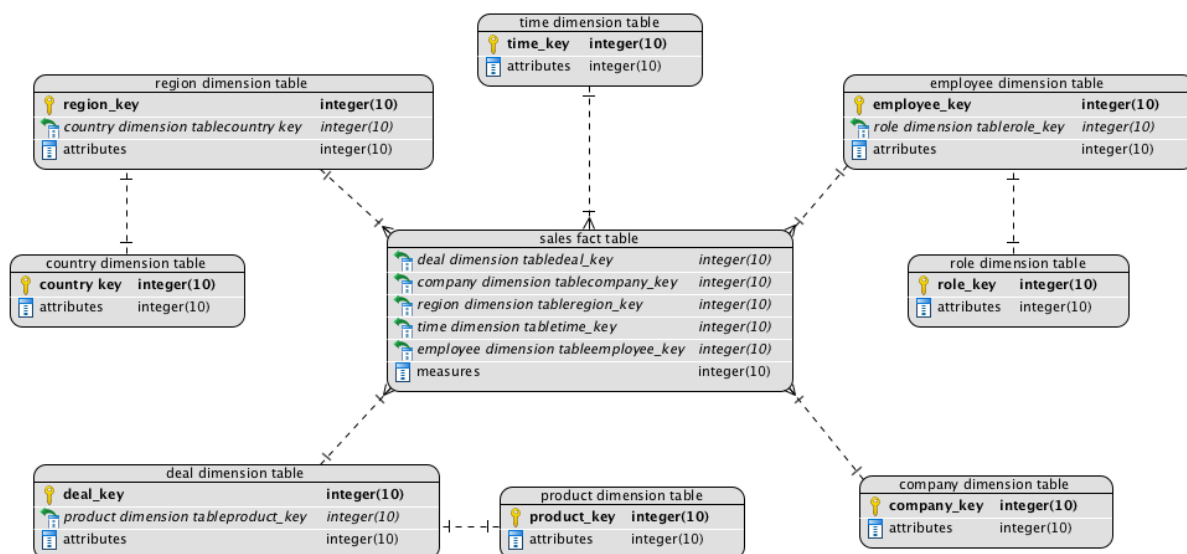 time dimension table
time_key integer(10)
attributes integer(10)
region dimension table
region_key integer(10)
country dimension tablecountry key integer(10)
attributes integer(10)
employee dimension table
employee_key integer(10)
role dimension tablerole_key integer(10)
atrributes integer(10)
sales fact table
deal dimension tabledeal_key integer(10)
company dimension tablecompany_key integer(10)
region dimension tableregion_key integer(10)
time dimension tabletime_key integer(10)
employee dimension tableemployee_key integer(10)
measures integer(10)
country dimension table
country key integer(10)
attributes integer(10)
role dimension table
role_key integer(10)
attributes integer(10)
deal dimension table
deal_key integer(10)
product dimension tableproduct_key integer(10)
attributes integer(10)
product dimension table
product_key integer(10)
attributes integer(10)
company dimension table
company_key integer(10)
attributes integer(10)